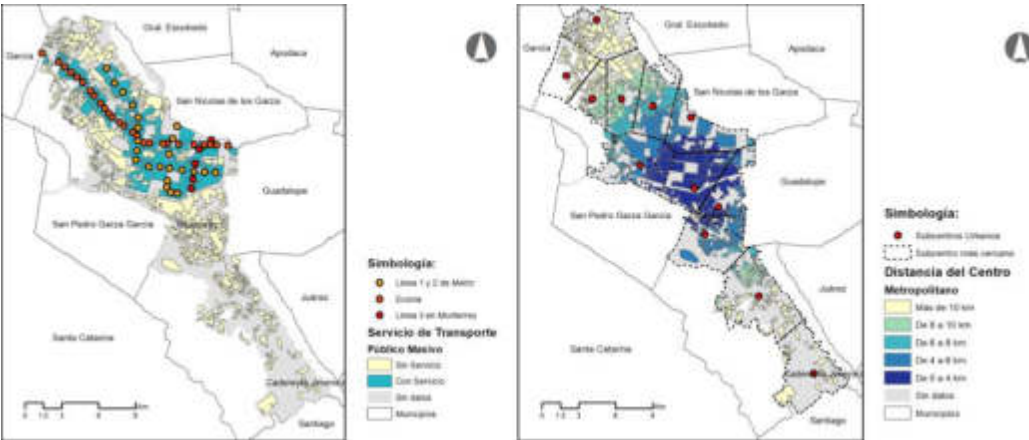 Gral. Escobedo
García
Apodaca
San Nicolas de los Garza
Guadalupe
San Pedro Garza García
Monterrey
Juárez
Santa Catarina
Cadereyta Jiménez
Santiago
Simbología:
Línea 1 y 2 de Metro
Ecovía
Línea 3 en Monterrey
Servicio de Transporte
Público Masivo
Sin Servicio
Con Servicio
Sin datos
Municipios
Km
Gral. Escobedo
García
Apodaca
San Nicolas de los Garza
Guadalupe
San Pedro Garza García
Juárez
Santa Catarina
Santiago
Simbología:
Subcentros Urbanos
Subcentro más cercano
Distancia del Centro
Metropolitano
Más de 10 km
De 8 a 10 km
De 6 a 8 km
De 4 a 6 km
De 0 a 4 km
Sin datos
Municipios